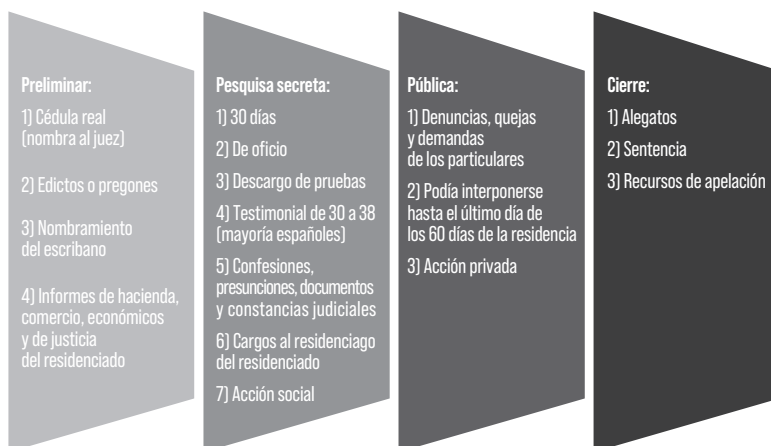 Preliminar:
1) Cédula real
(nombra al juez)
2) Edictos o pregones
3) Nombramiento
del escribano
4) Informes de hacienda,
comercio, económicos
y de justicia
del residenciado
Pesquisa secreta:
1) 30 días
2) De oficio
3) Descargo de pruebas
4) Testimonial de 30 a 38
(mayoría españoles)
5) Confesiones,
presunciones, documentos
y constancias judiciales
6) Cargos al residenciago
del residenciado
7) Acción social
Pública:
1) Denuncias, quejas
y demandas
de los particulares
2) Podía interponerse
hasta el último día de
los 60 días de la residencia
3) Acción privada
Cierre:
1) Alegatos
2) Sentencia
3) Recursos de apelación